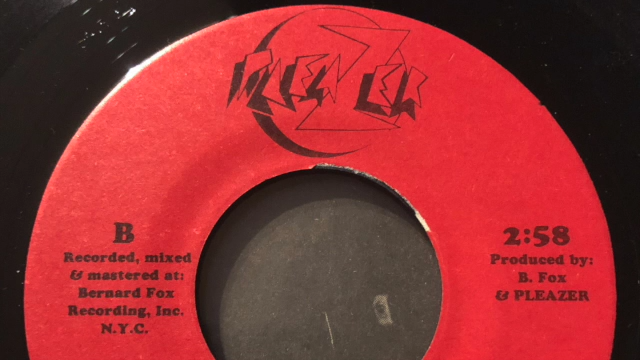 PLEAZER
B
Recorded, mixed
& mastered at:
Bernard Fox
Recording, Inc.
N.Y.C.
2:58
Produced by:
B. Fox
& PLEAZER